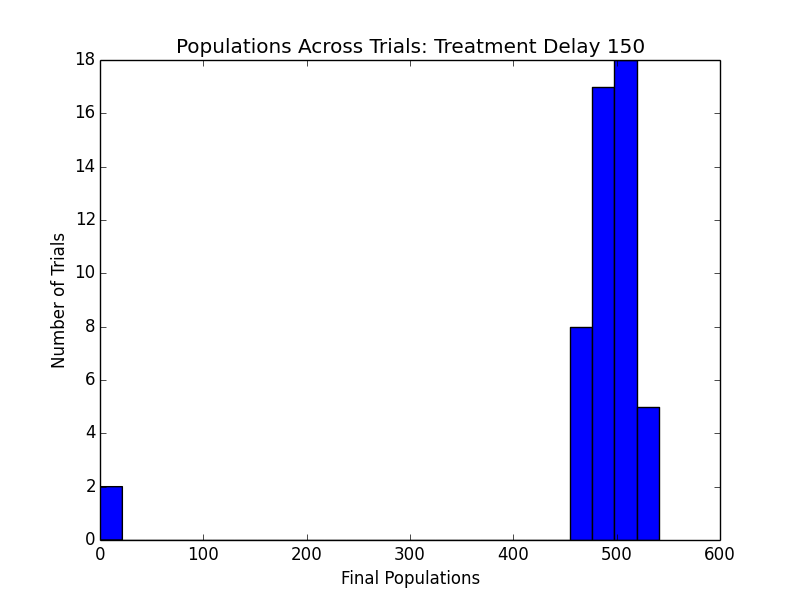 Populations Across Trials: Treatment Delay 150
18
16
14
12
10
8
6
4
2
0
Number of Trials
0 100 200 300 400 500 600
Final Populations